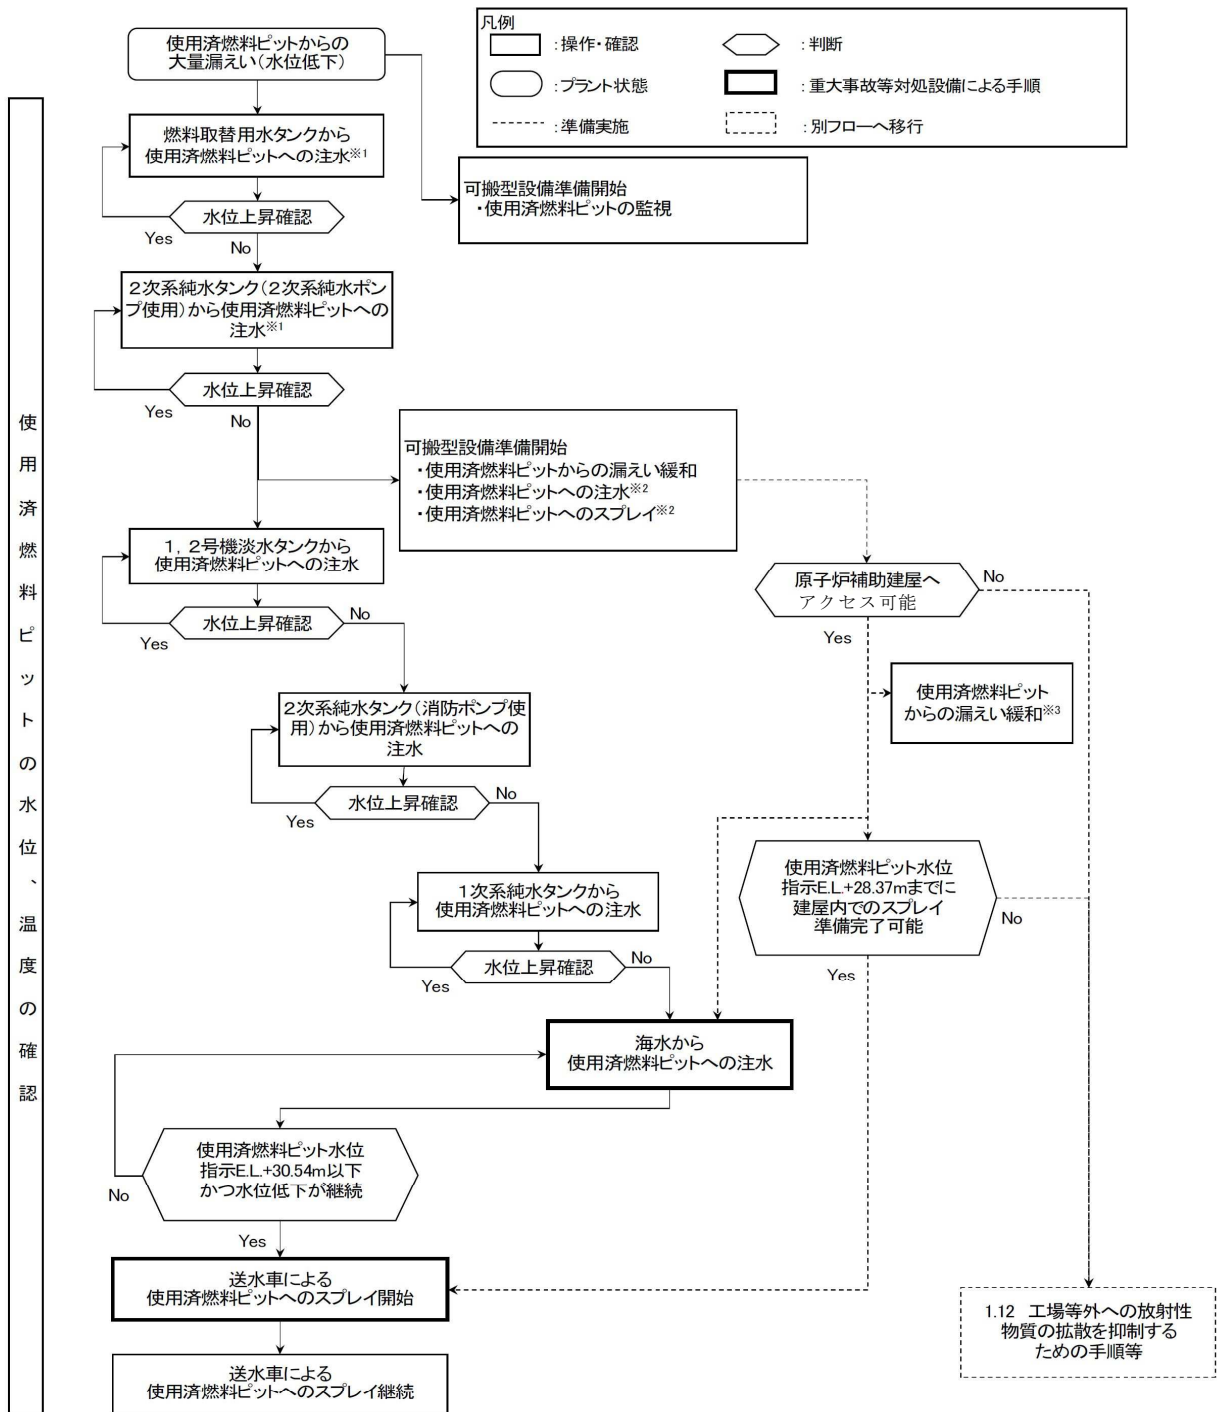 凡例
:操作・確認
:判断
:プラント状態
:重大事故等対処設備による手順
:準備実施
:別フローへ移行
使用済燃料ピットからの
大量漏えい(水位低下)
燃料取替用水タンクから
使用済燃料ピットへの注水※1
可搬型設備準備開始
・使用済燃料ピットの監視
水位上昇確認
Yes
No
2次系純水タンク(2次系純水ポン
プ使用)から使用済燃料ピットへの
注水※1
水位上昇確認
Yes
No
可搬型設備準備開始
・使用済燃料ピットからの漏えい緩和
・使用済燃料ピットへの注水※2
・使用済燃料ピットへのスプレイ※2
1,2号機淡水タンクから
使用済燃料ピットへの注水
水位上昇確認
Yes
No
原子炉補助建屋へ
アクセス可能
No
Yes
使用済燃料ピット
からの漏えい緩和※3
2次系純水タンク(消防ポンプ使
用)から使用済燃料ピットへの
注水
水位上昇確認
Yes
No
使用済燃料ピット水位
指示E.L.+28.37mまでに
建屋内でのスプレイ
準備完了可能
No
Yes
1次系純水タンクから
使用済燃料ピットへの注水
水位上昇確認
Yes
No
海水から
使用済燃料ピットへの注水
使用済燃料ピット水位
指示E.L.+30.54m以下
かつ水位低下が継続
No
Yes
送水車による
使用済燃料ピットへのスプレイ開始
送水車による
使用済燃料ピットへのスプレイ継続
1.12 工場等外への放射性
物質の拡散を抑制する
ための手順等
使用済燃料ピットの水位、温度の確認